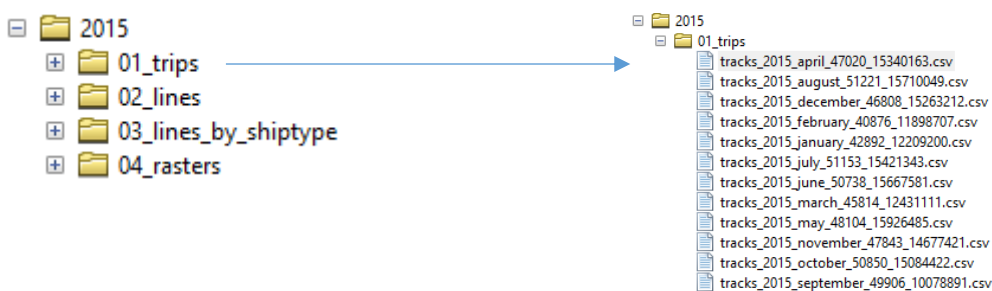 2015
01_trips
02_lines
03_lines_by_shiptype
04_rasters
2015
01_trips
tracks_2015_april_47020_15340163.csv
tracks_2015_august_51221_15710049.csv
tracks_2015_december_46808_15263212.csv
tracks_2015_february_40876_11898707.csv
tracks_2015_january_42892_12209200.csv
tracks_2015_july_51153_15421343.csv
tracks_2015_june_50738_15667581.csv
tracks_2015_march_45814_12431111.csv
tracks_2015_may_48104_15926485.csv
tracks_2015_november_47843_14677421.csv
tracks_2015_october_50850_15084422.csv
tracks_2015_september_49906_10078891.csv